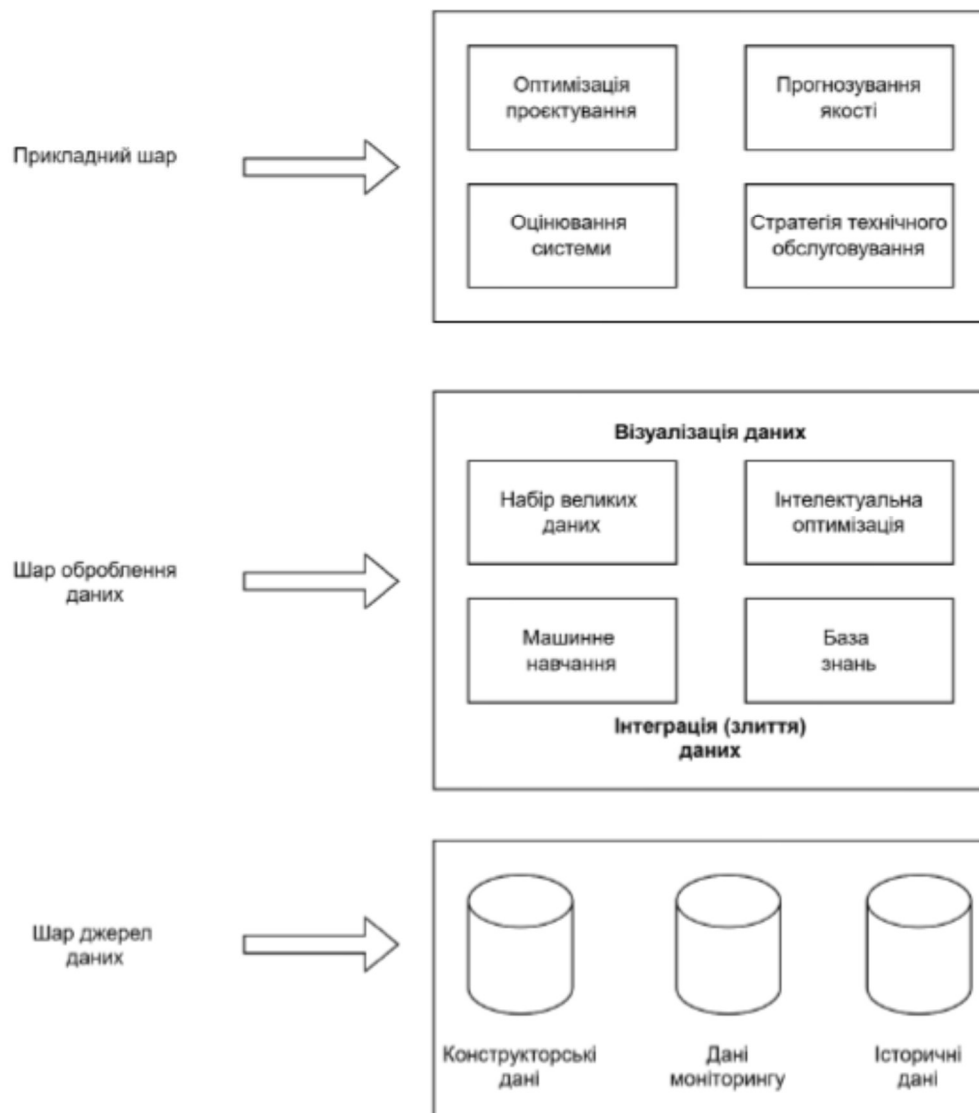 Прикладний шар
Оптимізація
проєктування
Прогнозування
якості
Оцінювання
системи
Стратегія технічного
обслуговування
Шар оброблення
даних
Візуалізація даних
Набір великих
даних
Інтелектуальна
оптимізація
Машинне
навчання
База
знань
Інтеграція (злиття)
даних
Шар джерел
даних
Конструкторські
дані
Дані
моніторингу
Історичні
дані